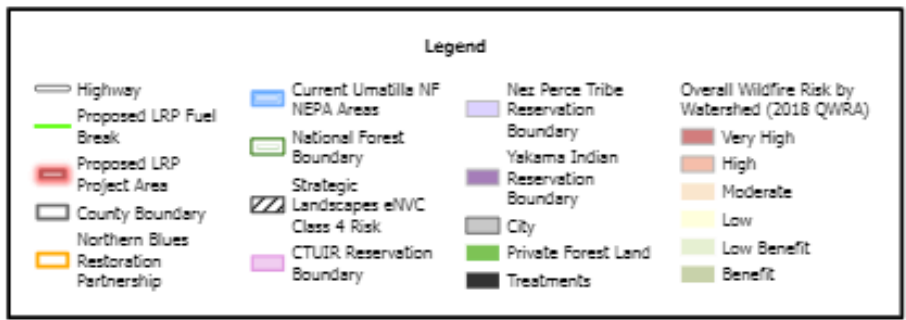 Legend
Highway
Proposed LRP Fuel
Break
Proposed LRP
Project Area
County Boundary
Northern Blues
Restoration
Partnership
Current Umatilla NF
NEPA Areas
National Forest
Boundary
Strategic
Landscapes eNVC
Class 4 Risk
CTUIR Reservation
Boundary
Nez Perce Tribe
Reservation
Boundary
Yakama Indian
Reservation
Boundary
City
Private Forest Land
Treatments
Overall Wildfire Risk by
Watershed (2018 QWRA)
Very High
High
Moderate
Low
Low Benefit
Benefit